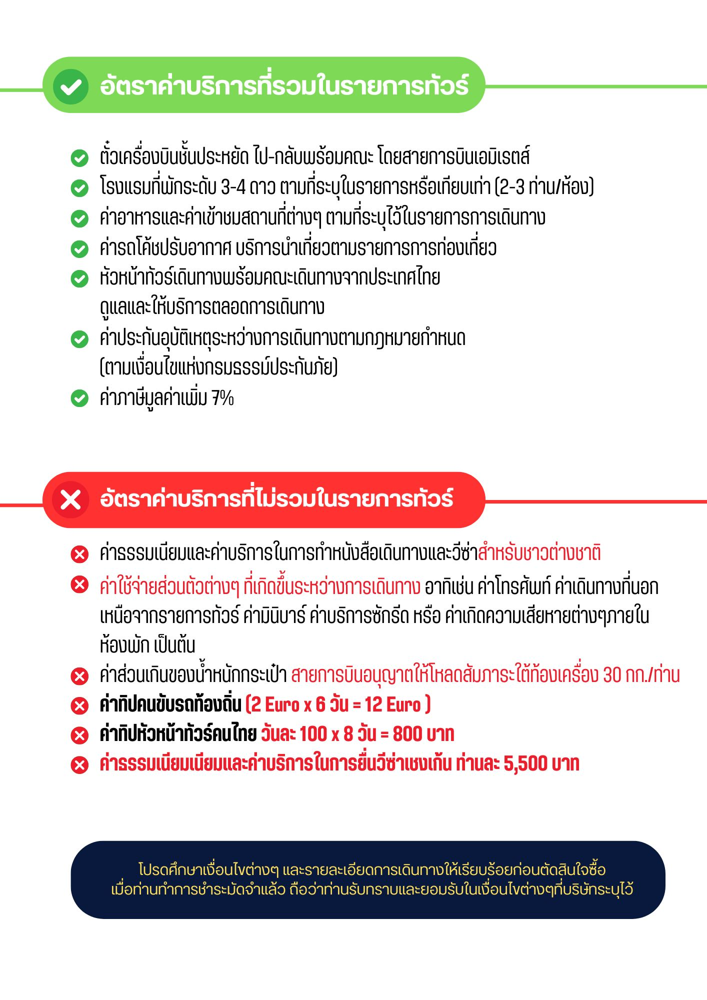 อัตราค่าบริการที่รวมในรายการทัวร์
ตั๋วเครื่องบินชั้นประหยัด ไป-กลับพร้อมคณะ โดยสายการบินเอมิเรตส์
โรงแรมที่พักระดับ 3-4 ดาว ตามที่ระบุในรายการหรือเทียบเท่า (2-3 ท่าน/ห้อง)
ค่าอาหารและค่าเข้าชมสถานที่ต่างๆ ตามที่ระบุไว้ในรายการการเดินทาง
ค่ารถโค้ชปรับอากาศ บริการนำเที่ยวตามรายการการท่องเที่ยว
หัวหน้าทัวร์เดินทางพร้อมคณะเดินทางจากประเทศไทย
ดูแลและให้บริการตลอดการเดินทาง
ค่าประกันอุบัติเหตุระหว่างการเดินทางตามกฎหมายกำหนด
(ตามเงื่อนไขแห่งกรมธรรม์ประกันภัย)
ค่าภาษีมูลค่าเพิ่ม 7%
อัตราค่าบริการที่ไม่รวมในรายการทัวร์
ค่าธรรมเนียมและค่าบริการในการทำหนังสือเดินทางและวีซ่าสำหรับชาวต่างชาติ
ค่าใช้จ่ายส่วนตัวต่างๆ ที่เกิดขึ้นระหว่างการเดินทาง อาทิเช่น ค่าโทรศัพท์ ค่าเดินทางที่นอก
เหนือจากรายการทัวร์ ค่ามินิบาร์ ค่าบริการซักรีด หรือ ค่าเกิดความเสียหายต่างๆภายใน
ห้องพัก เป็นต้น
ค่าส่วนเกินของน้ำหนักกระเป๋า สายการบินอนุญาตให้โหลดสัมภาระใต้ท้องเครื่อง 30 กก./ท่าน
ค่าทิปคนขับรถท้องถิ่น (2 Euro x 6 วัน = 12 Euro )
ค่าทิปหัวหน้าทัวร์คนไทย วันละ 100 x 8 วัน = 800 บาท
ค่าธรรมเนียมเนียมและค่าบริการในการยื่นวีซ่าเชงเก้น ท่านละ 5,500 บาท
โปรดศึกษาเงื่อนไขต่างๆ และรายละเอียดการเดินทางให้เรียบร้อยก่อนตัดสินใจซื้อ
เมื่อท่านทำการชำระมัดจำแล้ว ถือว่าท่านรับทราบและยอมรับในเงื่อนไขต่างๆที่บริษัทระบุไว้